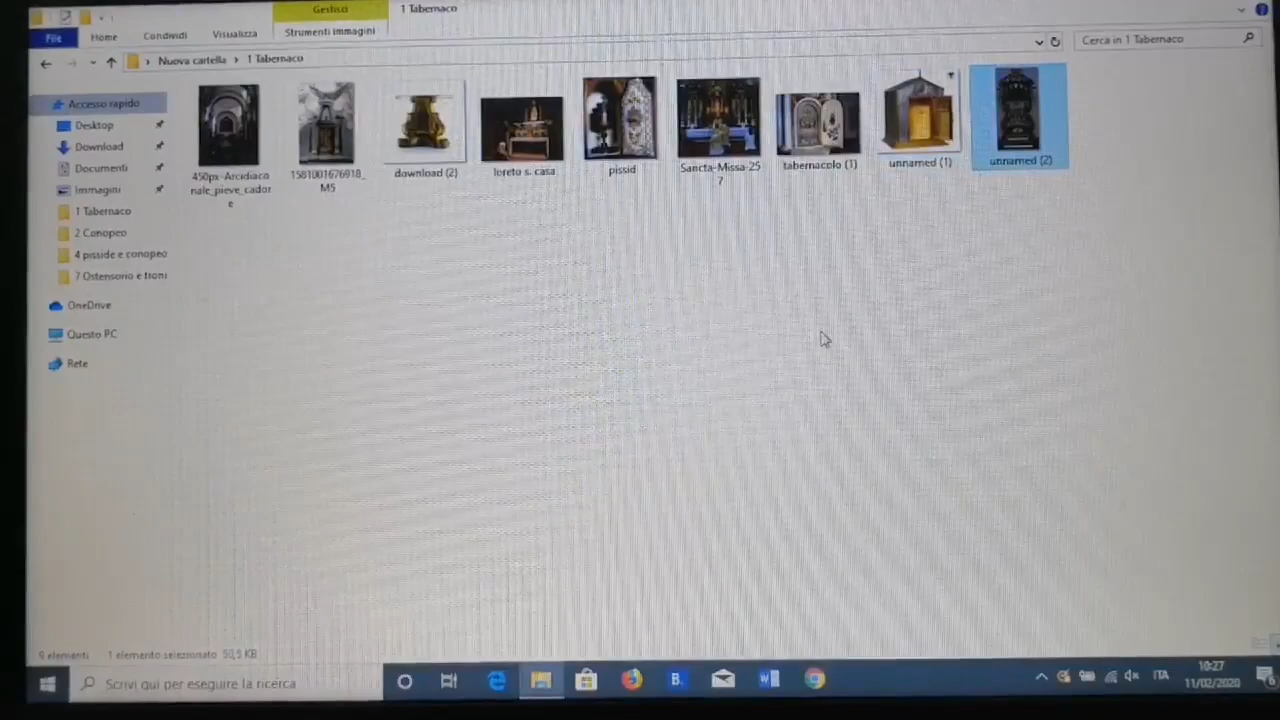 Gestisci
1 Tabernaco
File
Home
Condividi
Visualizza
Strumenti immagini
Nuova cartella
1 Tabernaco
Cerca in 1 Tabernaco
Accesso rapido
Desktop
Download
Documenti
Immagini
1 Tabernaco
2 Conopeo
4 pisside e conopeo
7 Ostensorio e troni
OneDrive
Questo PC
Rete
450px-Arcidiaco
nale_pieve_cador
e
1581001676918_
M5
download (2)
loreto s. casa
pissid
Sancta-Missa-25
7
tabernacolo (1)
unnamed (1)
unnamed (2)
9 elementi
1 elemento selezionato 50,5 KB
Scrivi qui per eseguire la ricerca
B.
ITA
10:27
11/02/2020